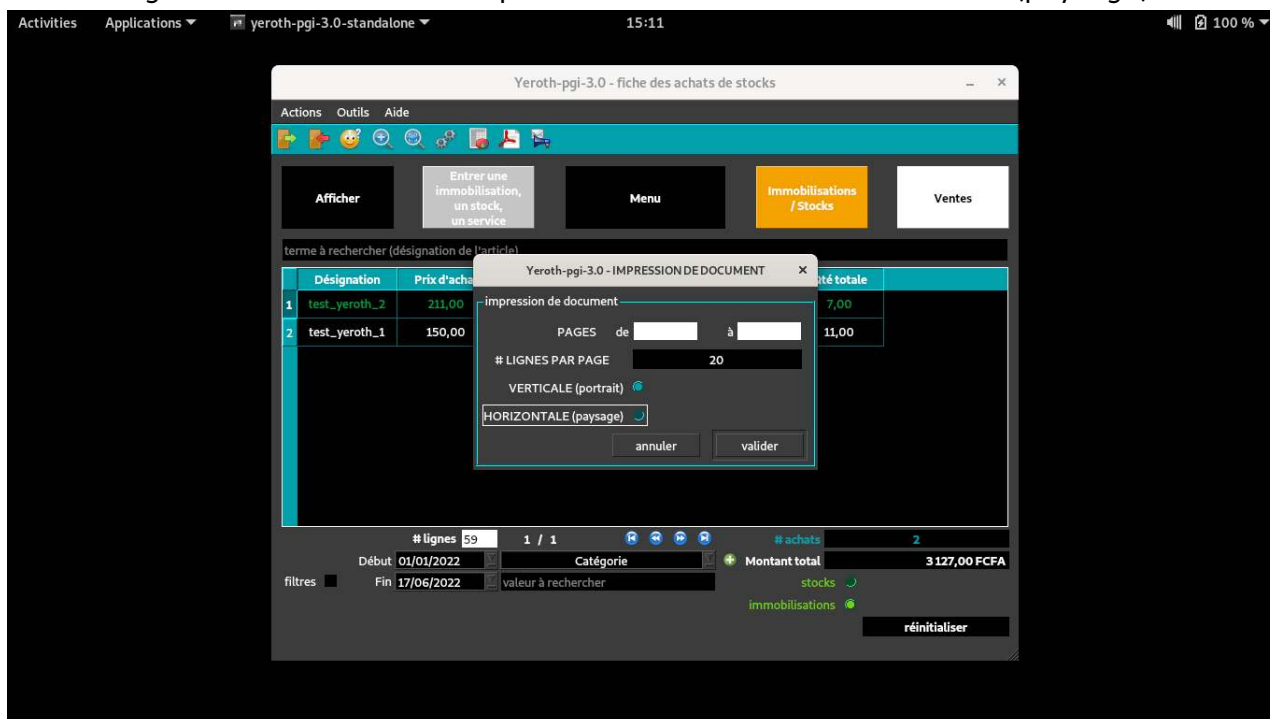 Activities Applications yeroth-pgi-3.0-standalone 15:11 100 %
Yeroth-pgi-3.0 - fiche des achats de stocks
Actions Outils Aide
Afficher
Entrer une
immobilisation,
un stock,
un service
Menu
Immobilisations
/ Stocks
Ventes
terme à rechercher (désignation de l'article)
Désignation Prix d'acha té totale
1 test_yeroth_2 211,00 7,00
2 test_yeroth_1 150,00 11,00
Yeroth-pgi-3.0 - IMPRESSION DE DOCUMENT
impression de document
PAGES de à
# LIGNES PAR PAGE 20
VERTICALE (portrait)
HORIZONTALE (paysage)
annuler valider
# lignes 59 1 / 1 # achats 2
Début 01/01/2022 Catégorie Montant total 3 127,00 FCFA
filtres Fin 17/06/2022 valeur à rechercher stocks
immobilisations
réinitialiser